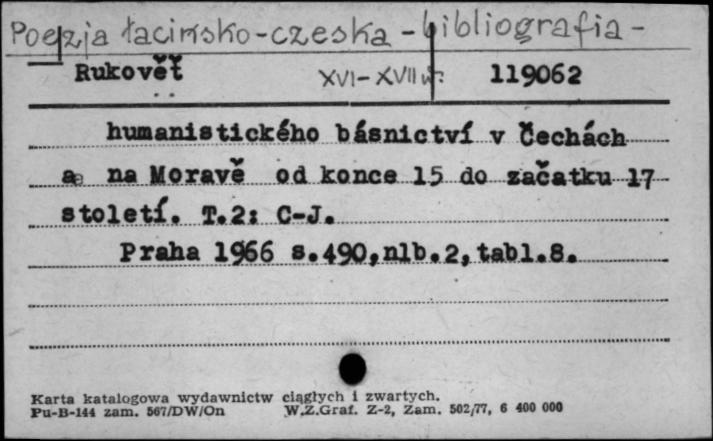 Poezja łacińsko-czeska - bibliografia -
Rukovět XVI-XVII w. 119062
humanistického básnictví v Čechách
a na Moravě od konce 15 do začatku 17
století. T.2: C-J.
Praha 1966 s.490,nlb.2,tabl.8.
Karta katalogowa wydawnictw ciągłych i zwartych.
Pu-B-144 zam. 567/DW/On W.Z.Graf. Z-2, Zam. 502/77, 6 400 000